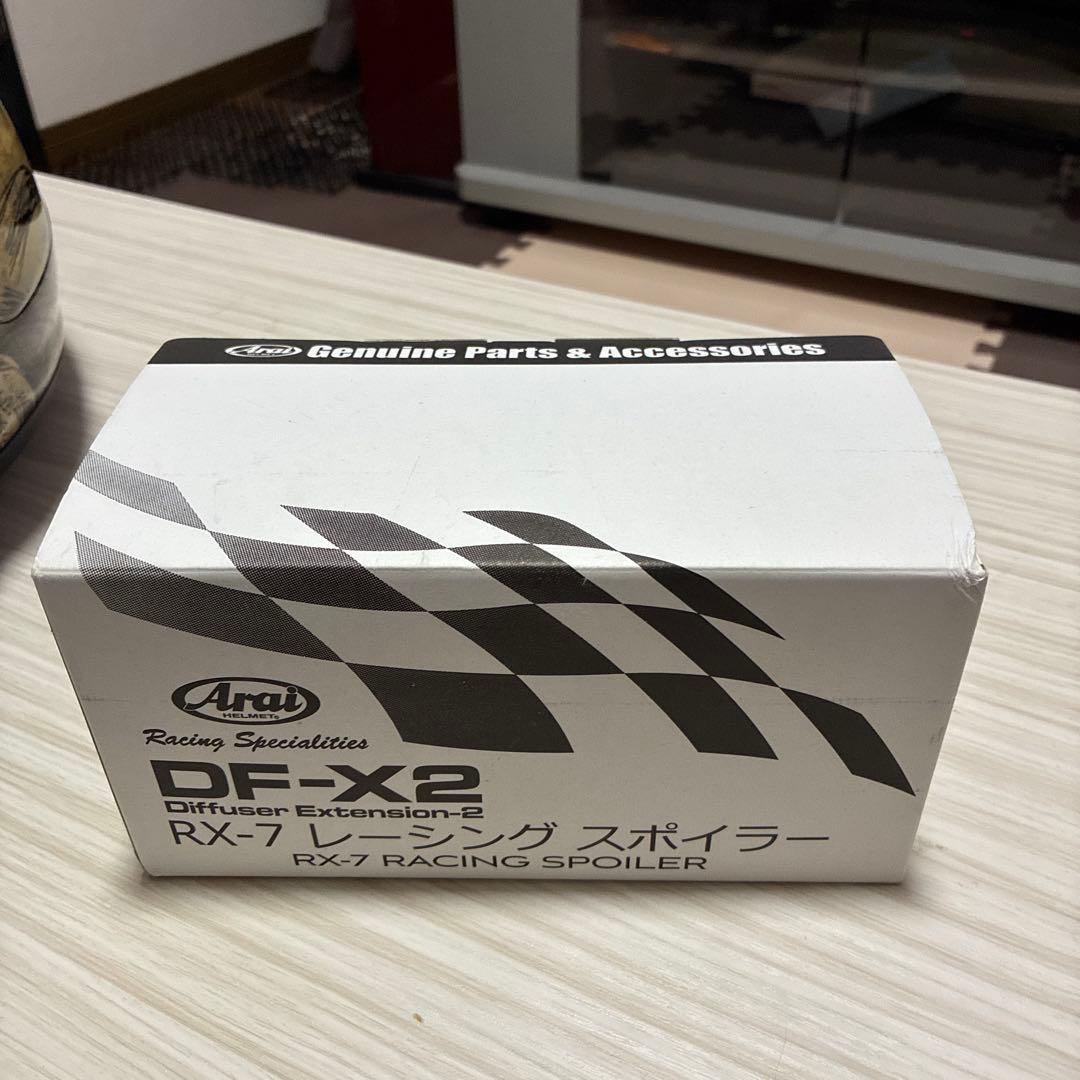 Arai Genuine Parts & Accessories
Arai
HELMET
Racing Specialities
DF-X2
Diffuser Extension-2
RX-7 レーシング スポイラー
RX-7 RACING SPOILER